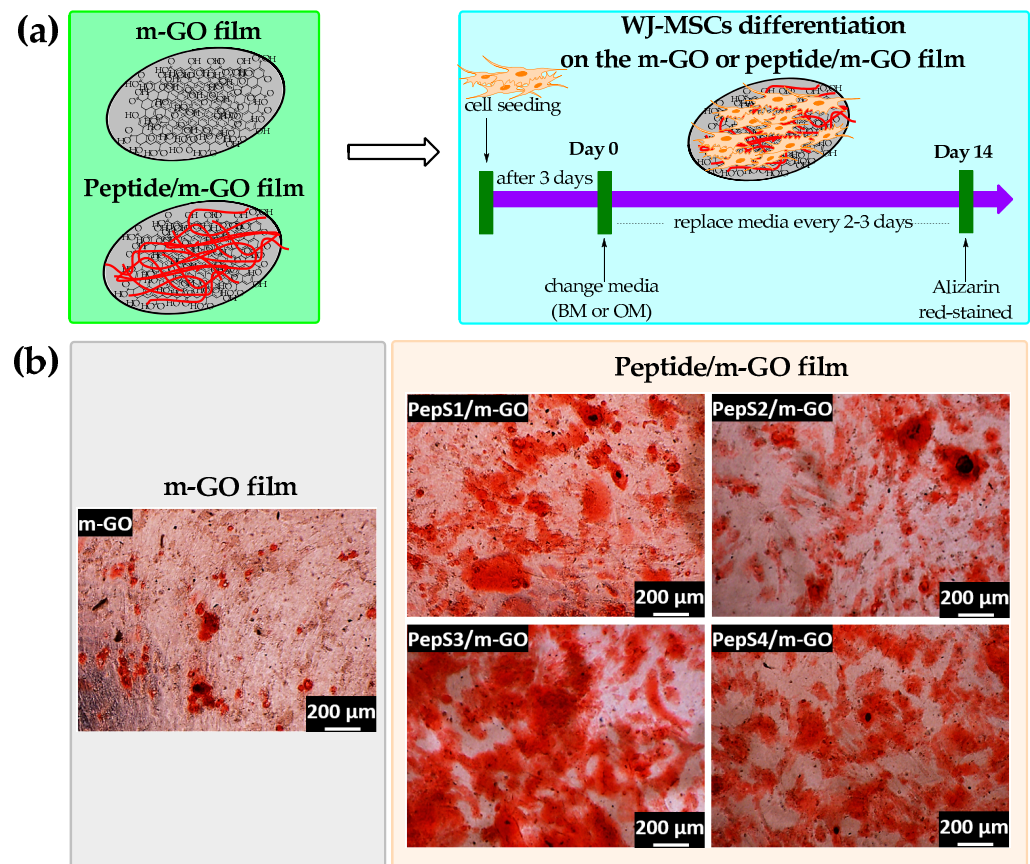 (a)
m-GO film
Peptide/m-GO film
WJ-MSCs differentiation
on the m-GO or peptide/m-GO film
cell seeding
Day 0
Day 14
after 3 days
replace media every 2-3 days
change media
(BM or OM)
Alizarin
red-stained
(b)
m-GO film
m-GO
200 µm
Peptide/m-GO film
PepS1/m-GO
200 µm
PepS2/m-GO
200 µm
PepS3/m-GO
200 µm
PepS4/m-GO
200 µm